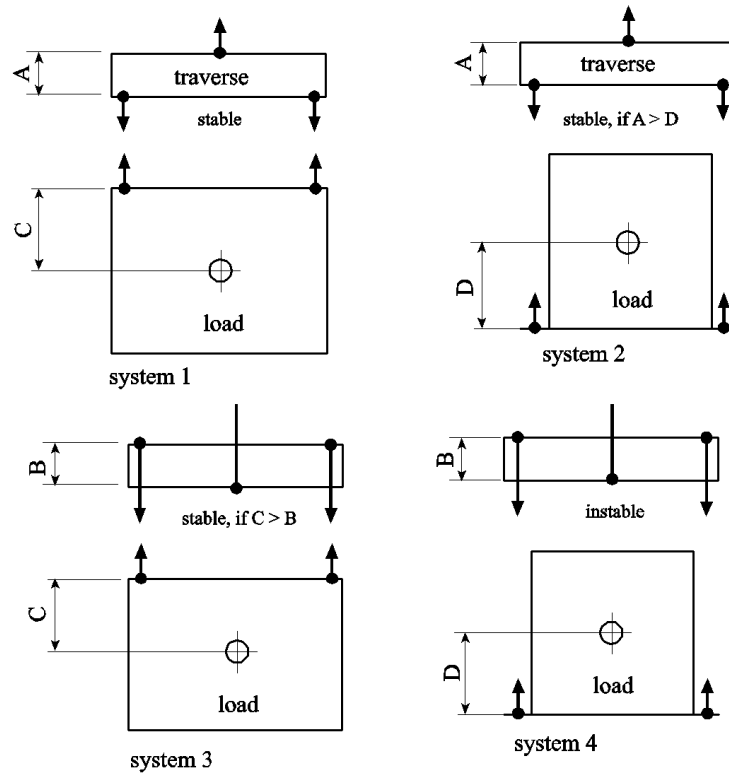 A
traverse
stable
C
load
system 1
A
traverse
stable, if A > D
D
load
system 2
B
stable, if C > B
C
load
system 3
B
instable
D
load
system 4